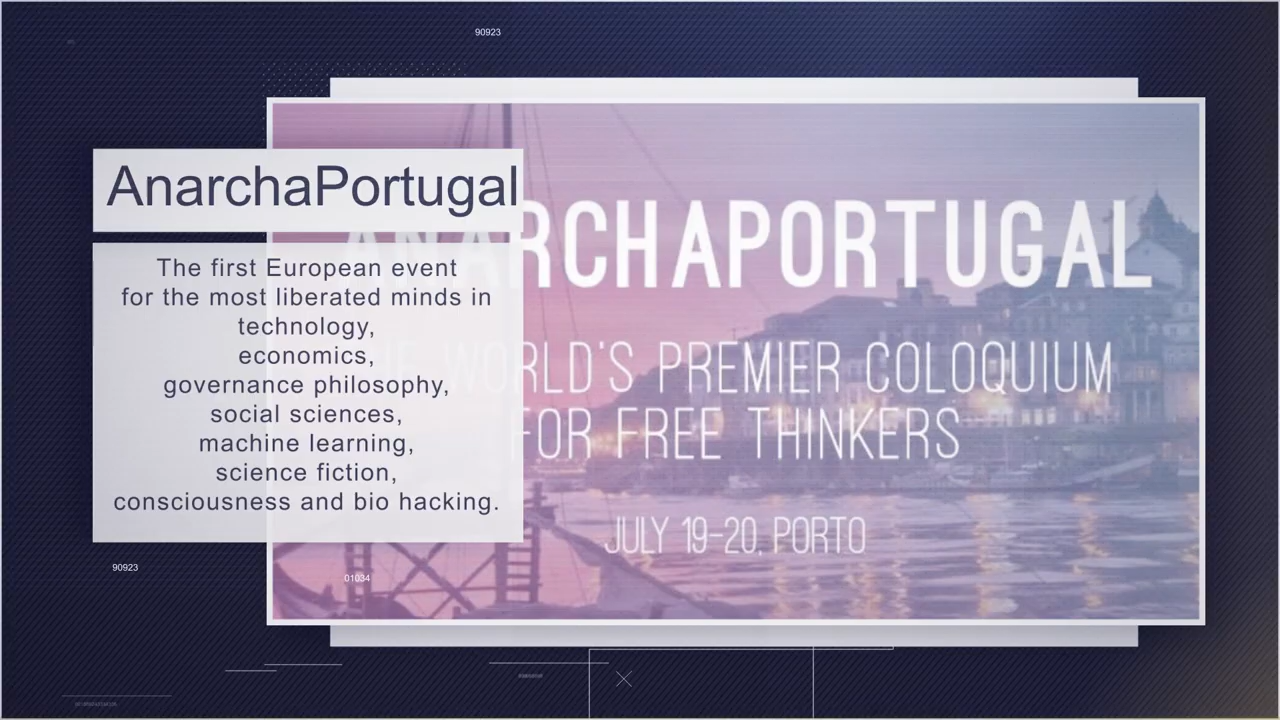 90923
AnarchaPortugal
ANARCHAPORTUGAL
The first European event
for the most liberated minds in
technology,
economics,
governance philosophy,
social sciences,
machine learning,
science fiction,
consciousness and bio hacking.
WORLD'S PREMIER COLOQUIUM
FOR FREE THINKERS
JULY 19-20, PORTO
90923
01034